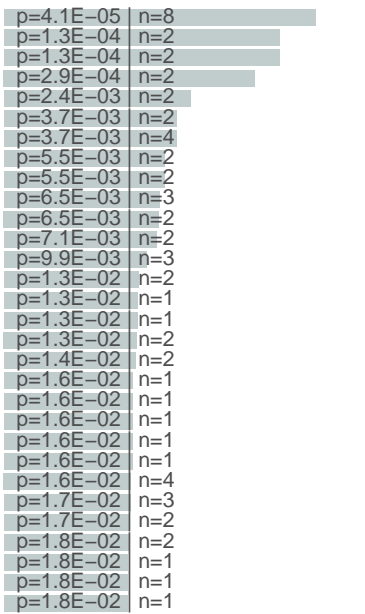 p=4.1E−05 n=8
p=1.3E−04 n=2
p=1.3E−04 n=2
p=2.9E−04 n=2
p=2.4E−03 n=2
p=3.7E−03 n=2
p=3.7E−03 n=4
p=5.5E−03 n=2
p=5.5E−03 n=2
p=6.5E−03 n=3
p=6.5E−03 n=2
p=7.1E−03 n=2
p=9.9E−03 n=3
p=1.3E−02 n=2
p=1.3E−02 n=1
p=1.3E−02 n=1
p=1.3E−02 n=2
p=1.4E−02 n=2
p=1.6E−02 n=1
p=1.6E−02 n=1
p=1.6E−02 n=1
p=1.6E−02 n=1
p=1.6E−02 n=1
p=1.6E−02 n=4
p=1.7E−02 n=3
p=1.7E−02 n=2
p=1.8E−02 n=2
p=1.8E−02 n=1
p=1.8E−02 n=1
p=1.8E−02 n=1